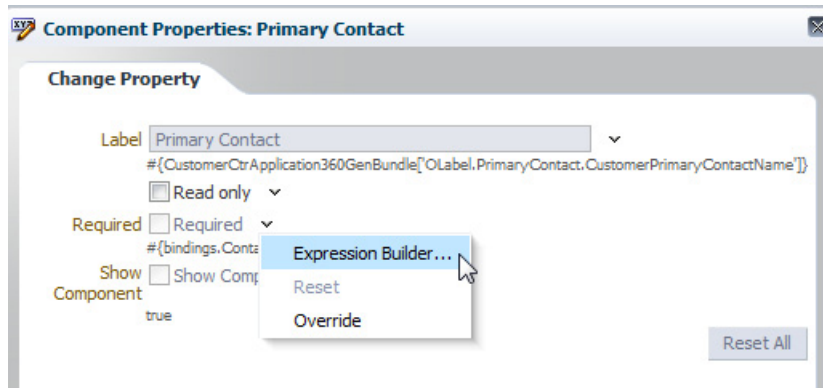 Component Properties: Primary Contact
Change Property
Label Primary Contact
#{CustomerCtrApplication360GenBundle['OLabel.PrimaryContact.CustomerPrimaryContactName']}
Read only
Required Required
#{bindings.Conta
Expression Builder...
Show Component Show Comp
Reset
true
Override
Reset All